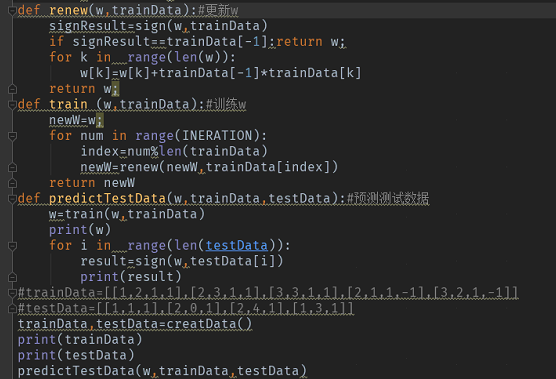 def renew(w,trainData):#更新w
    signResult=sign(w,trainData)
    if signResult==trainData[-1]:return w;
    for k in  range(len(w)):
        w[k]=w[k]+trainData[-1]*trainData[k]
    return w;
def train (w,trainData):#训练w
    newW=w;
    for num in range(INERATION):
        index=num%len(trainData)
        newW=renew(newW,trainData[index])
    return newW
def predictTestData(w,trainData,testData):#预测测试数据
    w=train(w,trainData)
    print(w)
    for i in  range(len(testData)):
        result=sign(w,testData[i])
        print(result)
#trainData=[[1,2,1,1],[2,3,1,1],[3,3,1,1],[2,1,1,-1],[3,2,1,-1]]
#testData=[[1,1,1],[2,0,1],[2,4,1],[1,3,1]]
trainData,testData=creatData()
print(trainData)
print(testData)
predictTestData(w,trainData,testData)